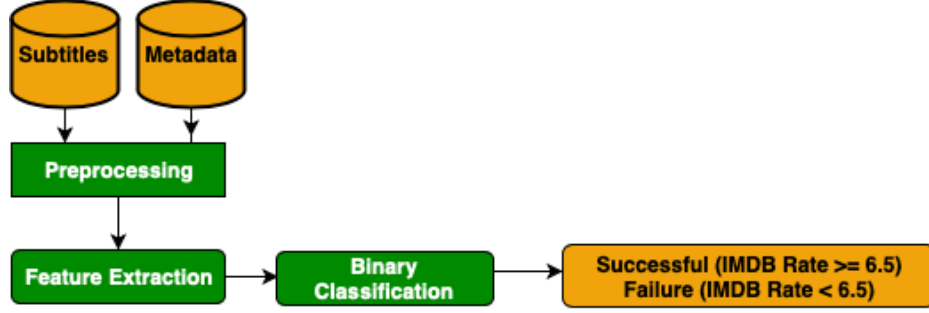 Subtitles
Metadata
Preprocessing
Feature Extraction
Binary
Classification
Successful (IMDB Rate >= 6.5)
Failure (IMDB Rate < 6.5)